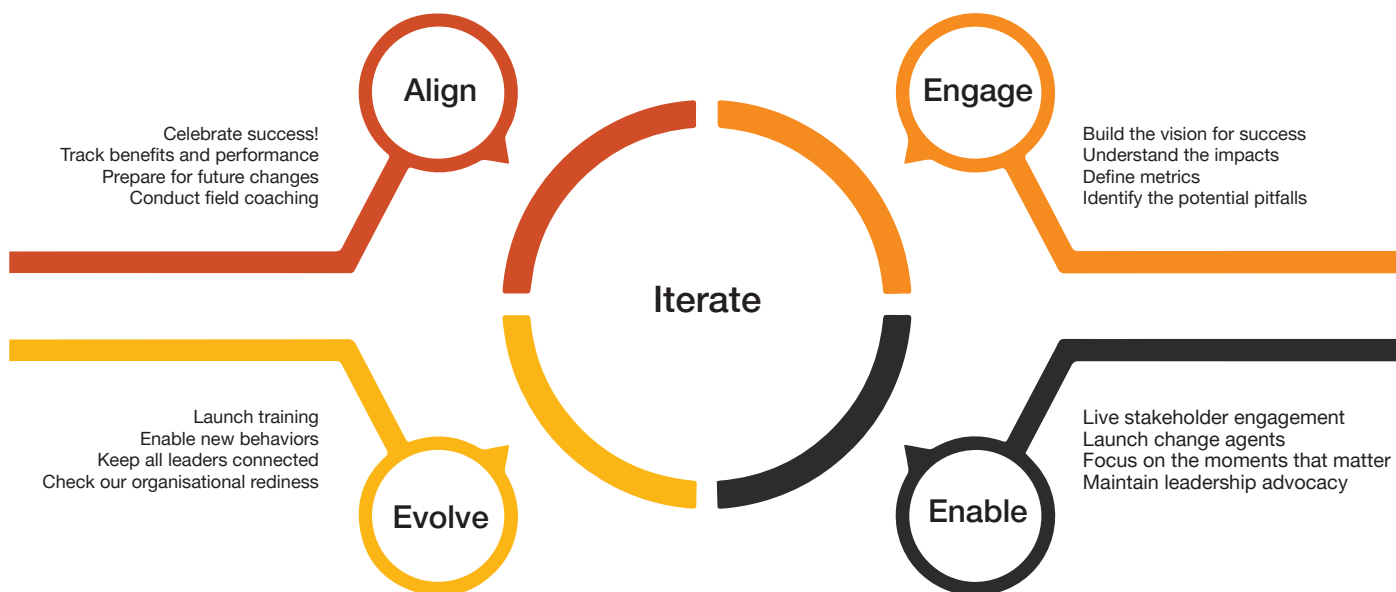 Align
Celebrate success!
Track benefits and performance
Prepare for future changes
Conduct field coaching
Engage
Build the vision for success
Understand the impacts
Define metrics
Identify the potential pitfalls
Iterate
Launch training
Enable new behaviors
Keep all leaders connected
Check our organisational rediness
Evolve
Live stakeholder engagement
Launch change agents
Focus on the moments that matter
Maintain leadership advocacy
Enable